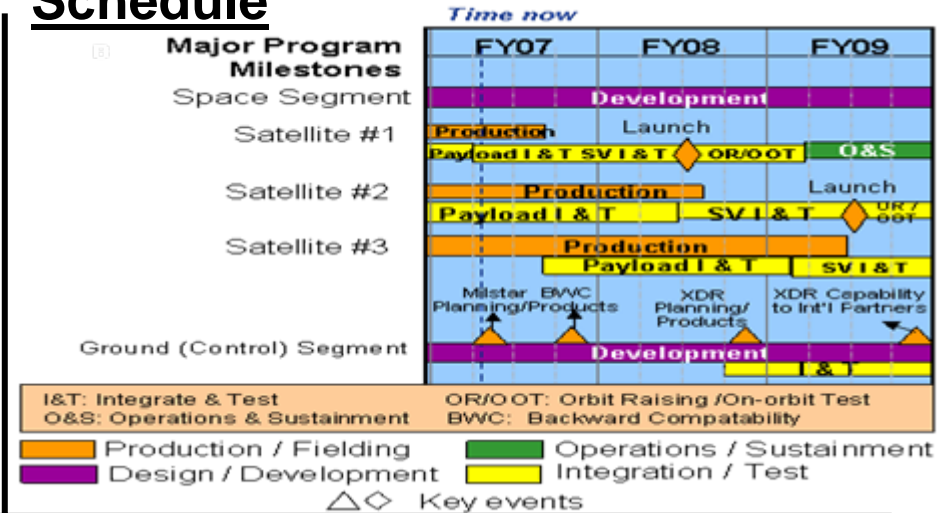 Schedule
Time now
Major Program Milestones FY07 FY08 FY09
Space Segment Development
Satellite #1 Production Launch
Payload I & T SV I & T OR/OOT O&S
Satellite #2 Production Launch
Payload I & T SV I & T OR / OOT
Satellite #3 Production
Payload I & T SV I & T
Milstar Planning/Products BWC XDR Planning/ Products XDR Capability to Int'l Partners
Ground (Control) Segment Development
I & T
I&T: Integrate & Test OR/OOT: Orbit Raising /On-orbit Test
O&S: Operations & Sustainment BWC: Backward Compatability
Production / Fielding Operations / Sustainment
Design / Development Integration / Test
Key events